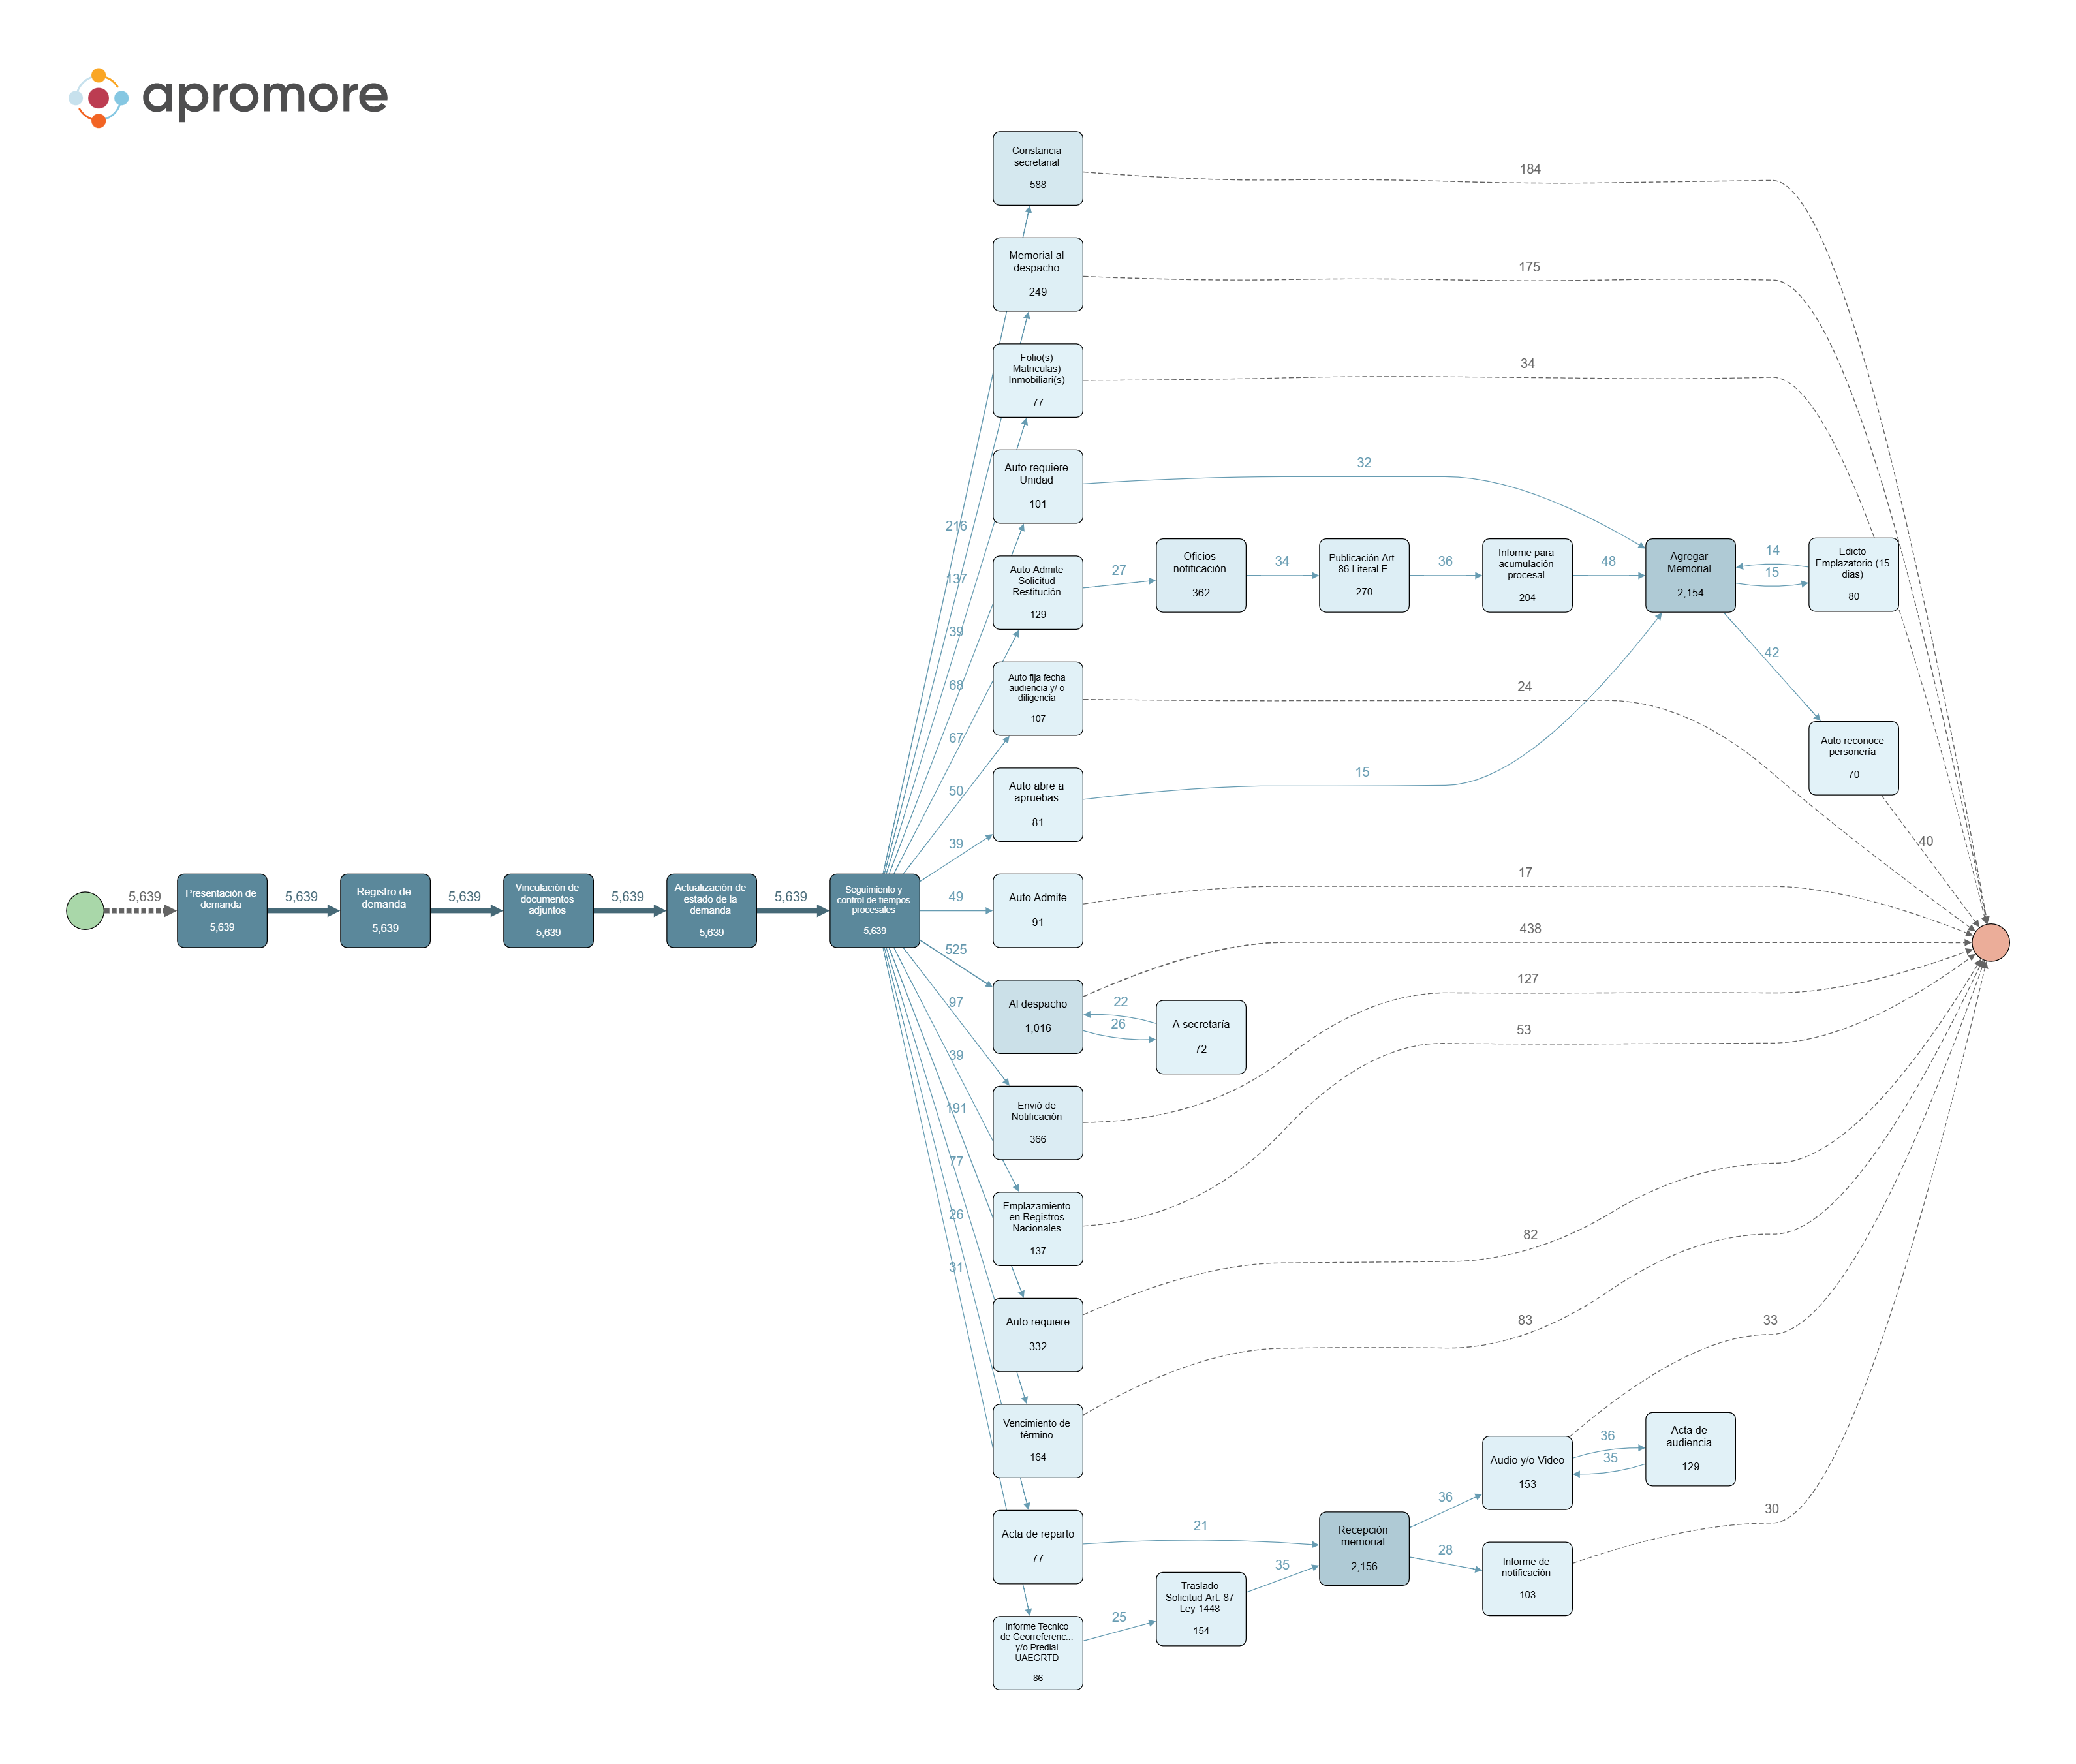 apromore
Constancia
secretarial
588
184
Memorial al
despacho
249
175
Folio(s)
Matriculas)
Inmobiliari(s)
77
34
Auto requiere
Unidad
101
32
216
137
39
68
67
50
39
49
525
97
39
191
77
26
31
Auto Admite
Solicitud
Restitución
129
27
Oficios
notificación
362
34
Publicación Art.
86 Literal E
270
36
Informe para
acumulación
procesal
204
48
Agregar
Memorial
2,154
14
15
Edicto
Emplazatorio (15
dias)
80
42
Auto fija fecha
audiencia y/ o
diligencia
107
24
Auto reconoce
personería
70
40
Auto abre a
apruebas
81
15
5,639
Presentación de
demanda
5,639
5,639
Registro de
demanda
5,639
5,639
Vinculación de
documentos
adjuntos
5,639
5,639
Actualización de
estado de la
demanda
5,639
5,639
Seguimiento y
control de tiempos
procesales
5,639
Auto Admite
91
17
Al despacho
1,016
438
22
26
A secretaría
72
Envió de
Notificación
366
127
Emplazamiento
en Registros
Nacionales
137
53
Auto requiere
332
82
Vencimiento de
término
164
83
Acta de reparto
77
21
Informe Tecnico
de Georreferenc...
y/o Predial
UAEGRTD
86
25
Traslado
Solicitud Art. 87
Ley 1448
154
35
Recepción
memorial
2,156
36
28
Audio y/o Video
153
33
36
35
Acta de
audiencia
129
Informe de
notificación
103
30